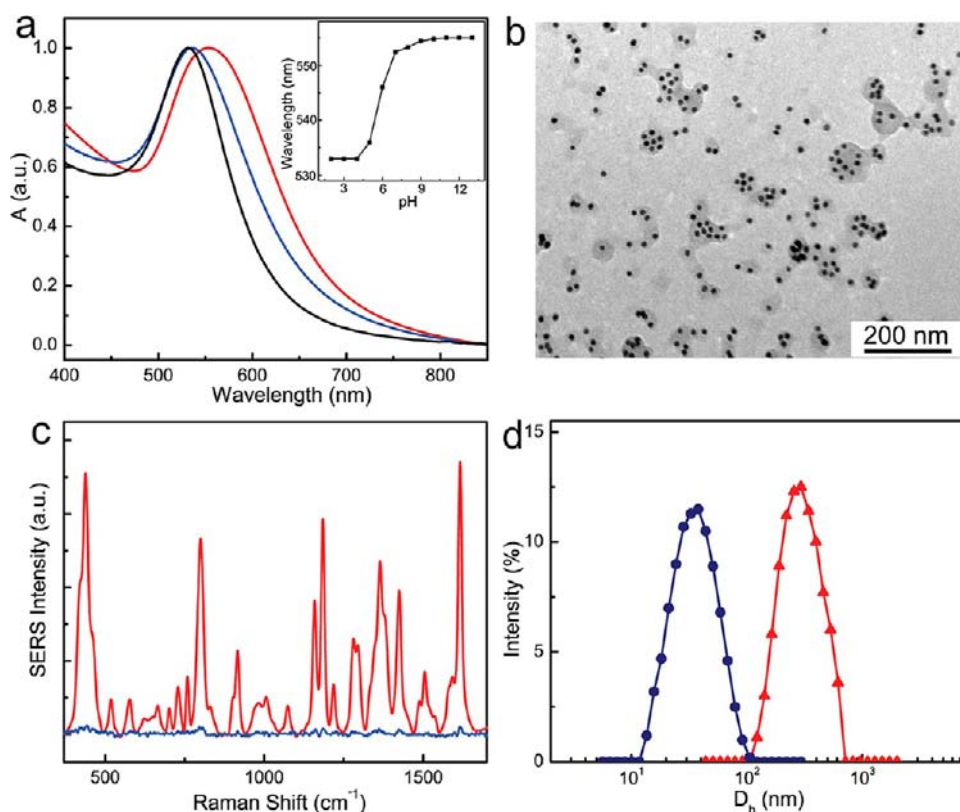 a
A (a.u.)
1.0
0.8
0.6
0.4
0.2
0.0
400 500 600 700 800
Wavelength (nm)
Wavelength (nm)
550
540
530
3 6 9 12
pH
b
200 nm
c
SERS Intensity (a.u.)
500 1000 1500
Raman Shift (cm⁻¹)
d
Intensity (%)
15
10
5
0
10¹ 10² 10³
Dₕ (nm)